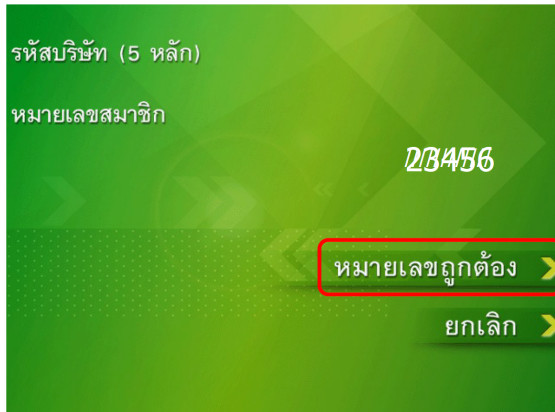 รหัสบริษัท (5 หลัก)
หมายเลขสมาชิก
หมายเลขถูกต้อง
ยกเลิก